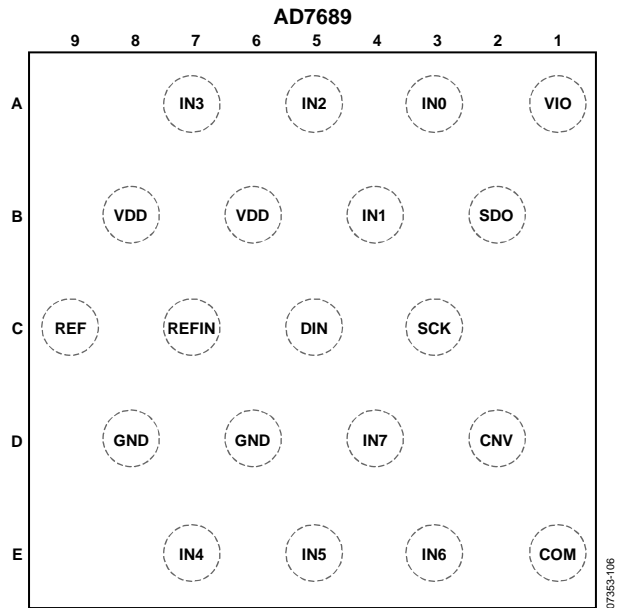 AD7689
9 8 7 6 5 4 3 2 1
A IN3 IN2 IN0 VIO
B VDD VDD IN1 SDO
C REF REFIN DIN SCK
D GND GND IN7 CNV
E IN4 IN5 IN6 COM
07353-106